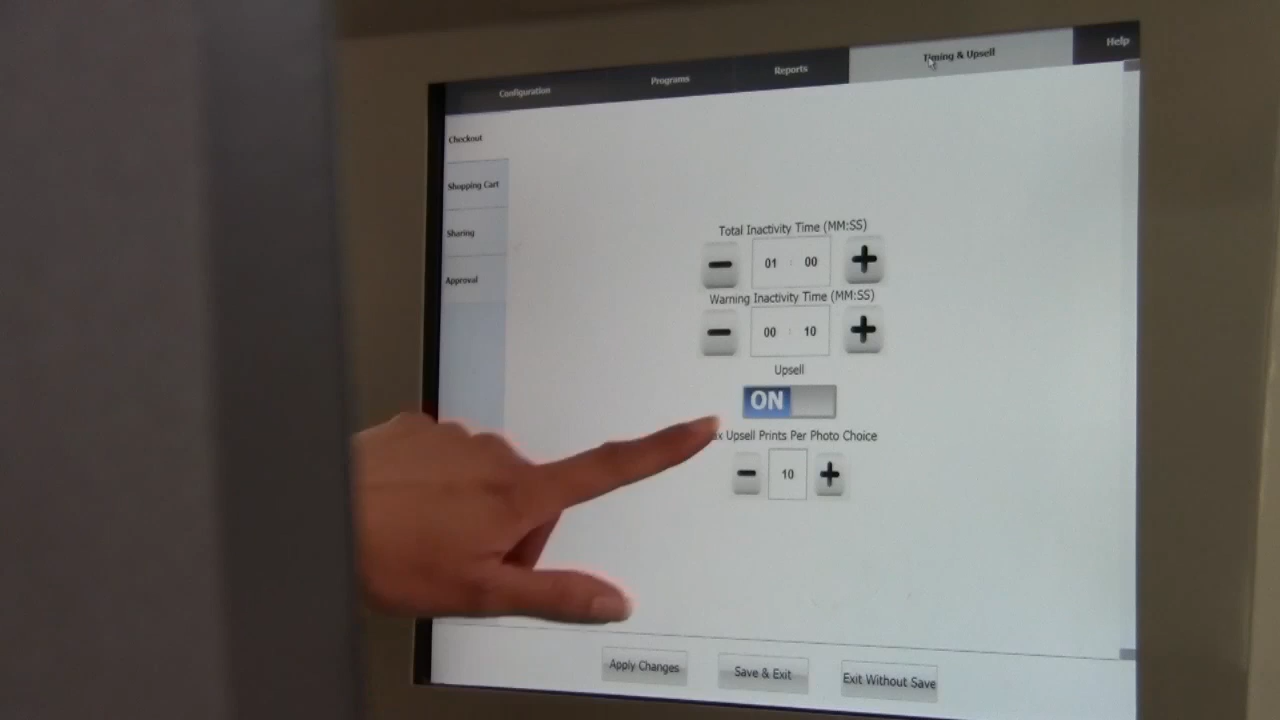 Configuration
Programs
Reports
Timing & Upsell
Help
Checkout
Shopping Cart
Sharing
Approval
Total Inactivity Time (MM:SS)
01 : 00
Warning Inactivity Time (MM:SS)
00 : 10
Upsell
ON
Upsell Prints Per Photo Choice
10
Apply Changes
Save & Exit
Exit Without Save